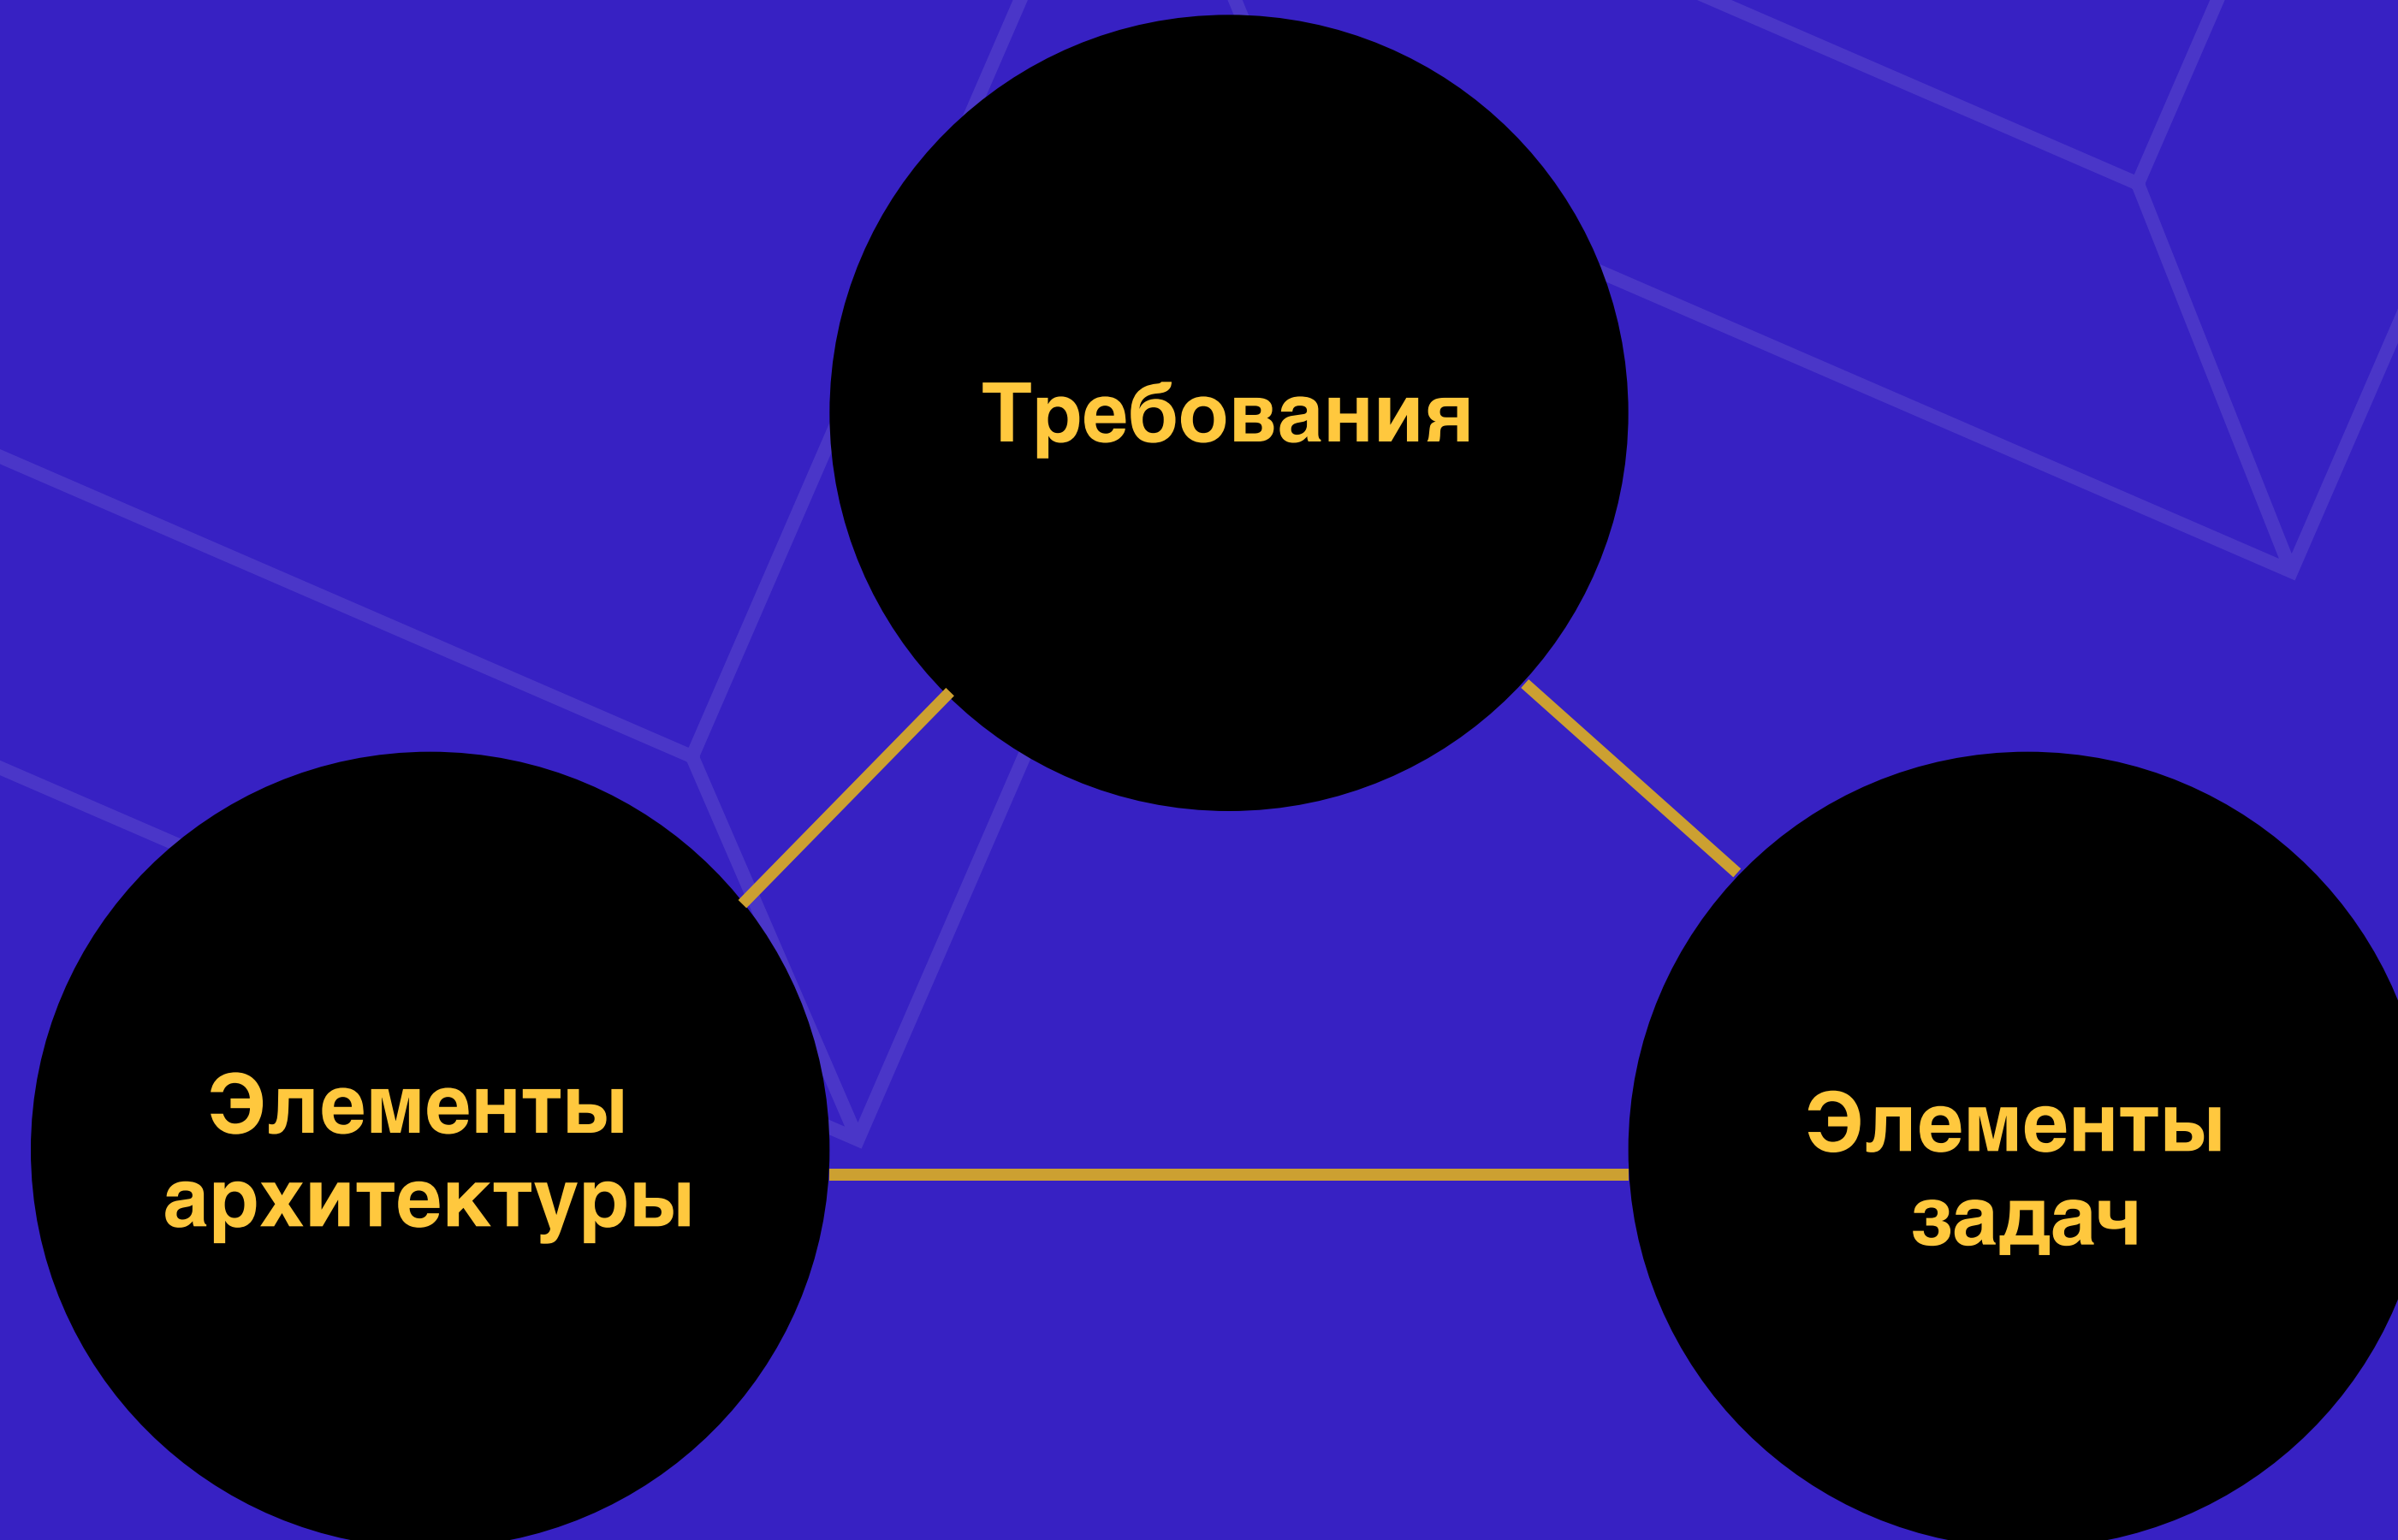 Требования
Элементы
архитектуры
Элементы
задач